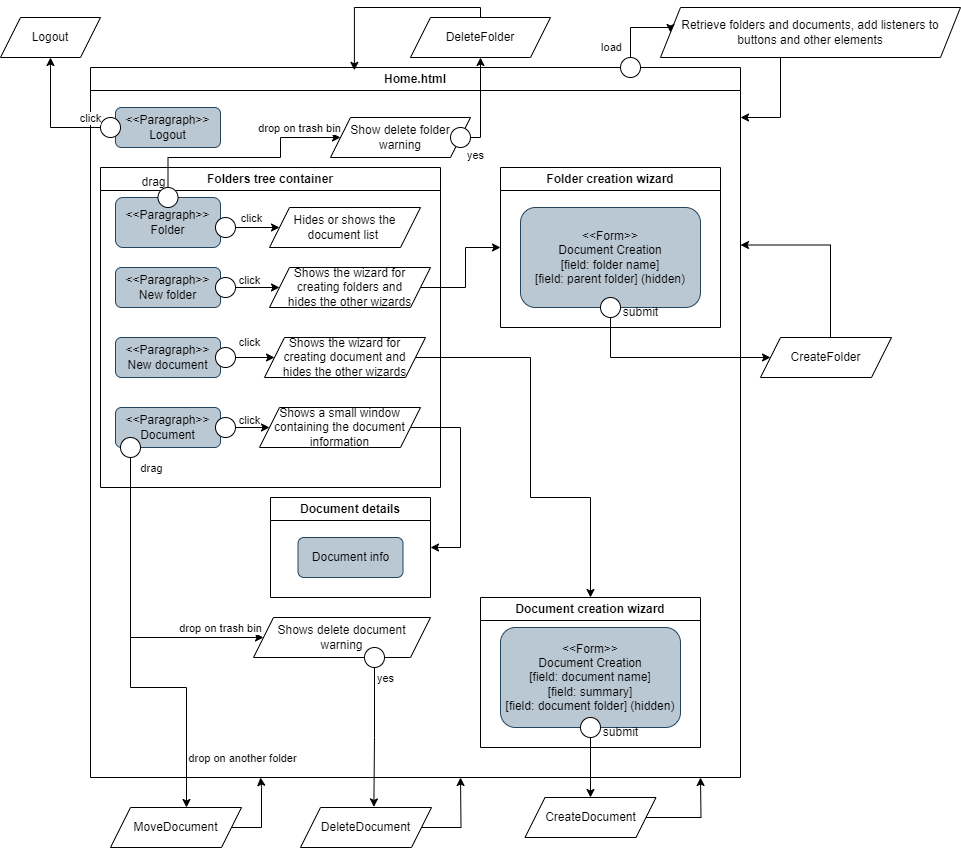 Logout
DeleteFolder
Retrieve folders and documents, add listeners to
buttons and other elements
load
Home.html
click
<<Paragraph>>
Logout
drop on trash bin
Show delete folder
warning
yes
drag
Folders tree container
<<Paragraph>>
Folder
click
Hides or shows the
document list
<<Paragraph>>
New folder
click
Shows the wizard for
creating folders and
hides the other wizards
<<Paragraph>>
New document
click
Shows the wizard for
creating document and
hides the other wizards
<<Paragraph>>
Document
click
Shows a small window
containing the document
information
drag
Folder creation wizard
<<Form>>
Document Creation
[field: folder name]
[field: parent folder] (hidden)
submit
CreateFolder
Document details
Document info
drop on trash bin
Shows delete document
warning
yes
Document creation wizard
<<Form>>
Document Creation
[field: document name]
[field: summary]
[field: document folder] (hidden)
submit
drop on another folder
MoveDocument
DeleteDocument
CreateDocument